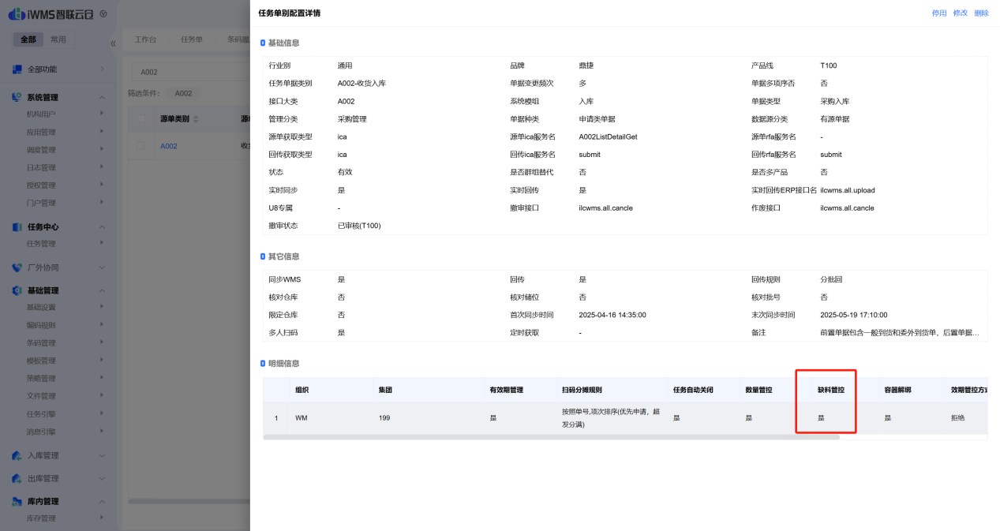 iWMS智联云仓
全部 常用
全部功能
系统管理
机构用户
应用管理
调度管理
日志管理
授权管理
门户管理
任务中心
任务管理
厂外协同
基础管理
基础设置
编码规则
条码管理
模板管理
策略管理
文件管理
任务引擎
消息引擎
入库管理
出库管理
库内管理
库存管理
工作台 任务单
A002
筛选条件： A002
源单类别
A002
任务单别配置详情
停用 修改 删除
基础信息
行业别 通用 品牌 鼎捷 产品线 T100
任务单据类别 A002-收货入库 单据变更频次 多 单据多项序否 否
接口大类 A002 系统模组 入库 单据类型 采购入库
管理分类 采购管理 单据种类 申请类单据 数据源分类 有源单据
源单获取类型 ica 源单ica服务名 A002ListDetailGet 源单rfa服务名 -
回传获取类型 ica 回传ica服务名 submit 回传rfa服务名 submit
状态 有效 是否群组替代 否 是否多产品 否
实时同步 是 实时回传 是 实时回传ERP接口名 ilcwms.all.upload
U8专属 - 撤审接口 ilcwms.all.cancle 作废接口 ilcwms.all.cancle
撤审状态 已审核(T100)
其它信息
同步WMS 是 回传 是 回传规则 分批回
核对仓库 否 核对储位 否 核对批号 否
限定仓库 否 首次同步时间 2025-04-16 14:35:00 末次同步时间 2025-05-19 17:10:00
多人扫码 是 定时获取 - 备注 前置单据包含一般到货和委外到货单，后置单据...
明细信息
组织 集团 有效期管理 扫码分摊规则 任务自动关闭 数量管控 缺料管控 容器解绑 效期管控方式
1 WM 199 是 按照单号,项次排序(优先申请，超 是 是 是 是 拒绝
发分满)